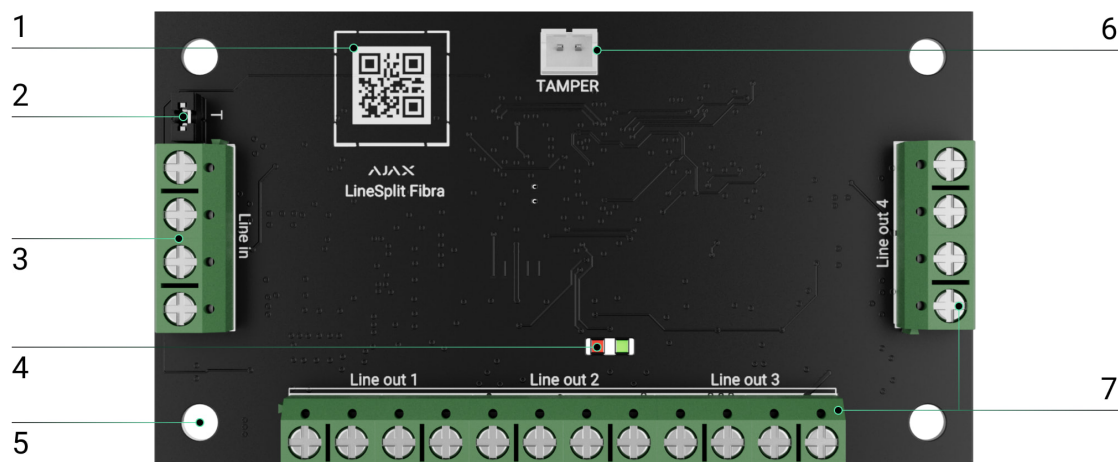 1
6
TAMPER
2
T
AJAX
LineSplit Fibra
Line in
Line out 4
3
4
Line out 1
Line out 2
Line out 3
5
7